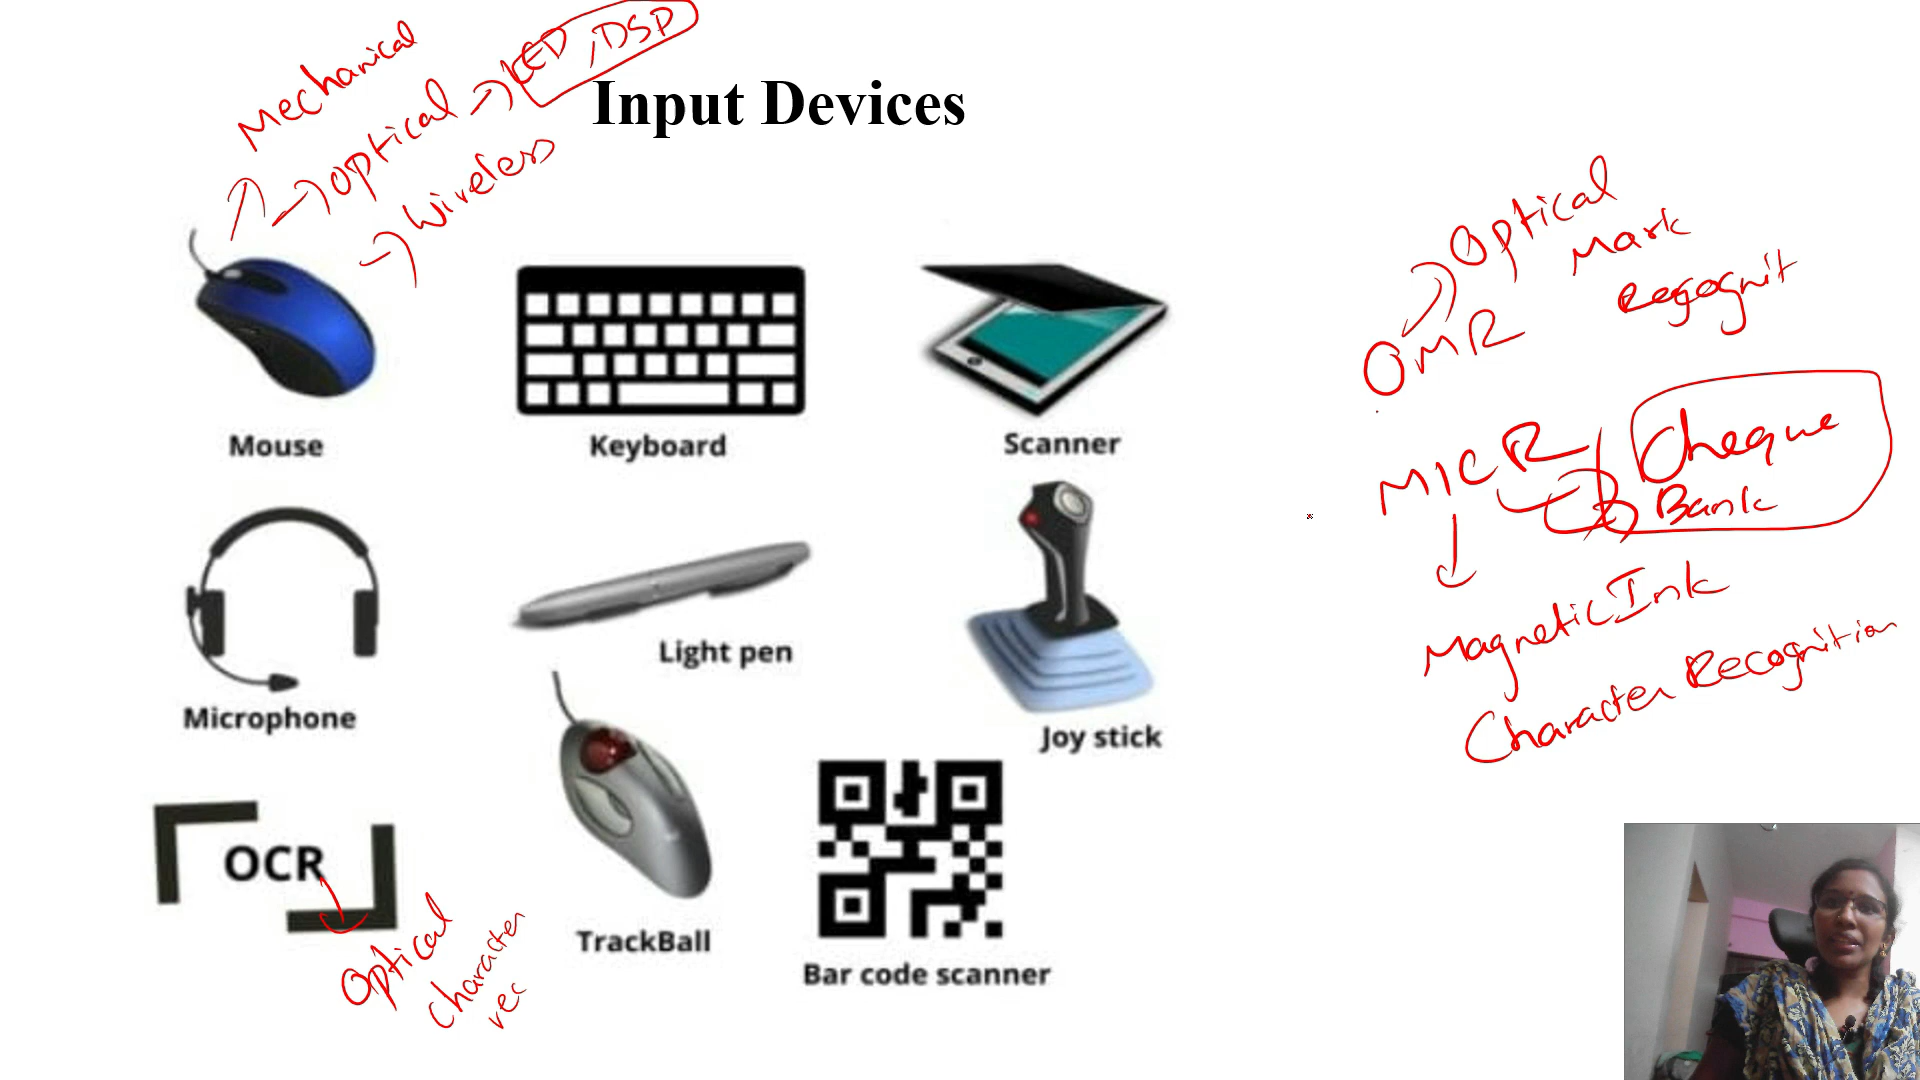 Mechanical
optical → LED, DSP
Wireless
Input Devices
Mouse
Keyboard
Scanner
Microphone
Light pen
Joy stick
OCR
Optical
character
rec
TrackBall
Bar code scanner
Optical
Mark
Recognit
OMR
MICR
Cheque
Bank
Magnetic Ink
Character Recognition